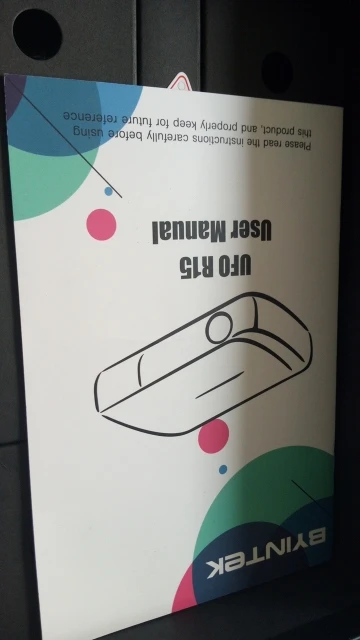 BYINTEK
UFO R15
User Manual
Please read the instructions carefully before using
this product, and properly keep for future reference